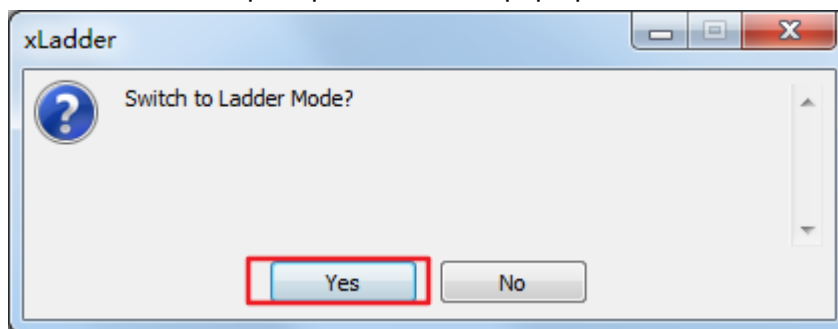 xLadder
Switch to Ladder Mode?
Yes
No